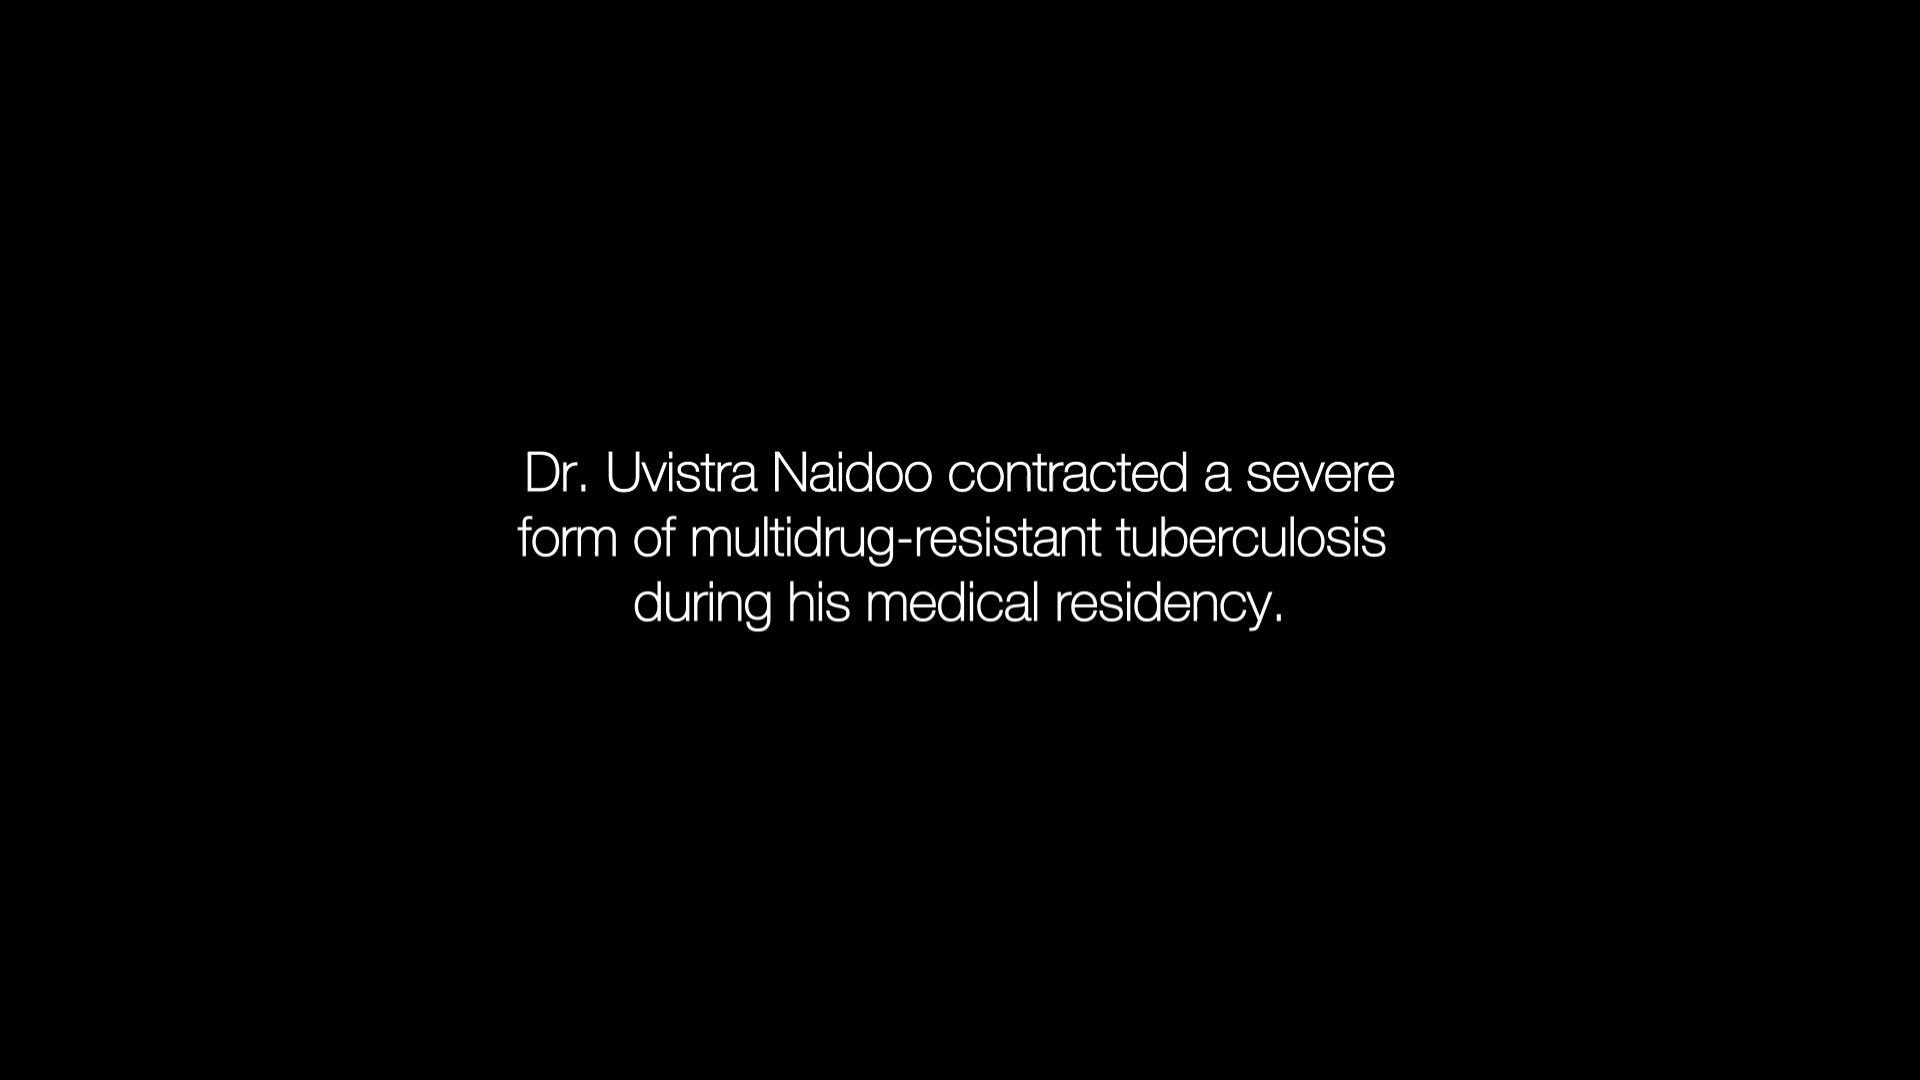 Dr. Uvistra Naidoo contracted a severe
form of multidrug-resistant tuberculosis
during his medical residency.